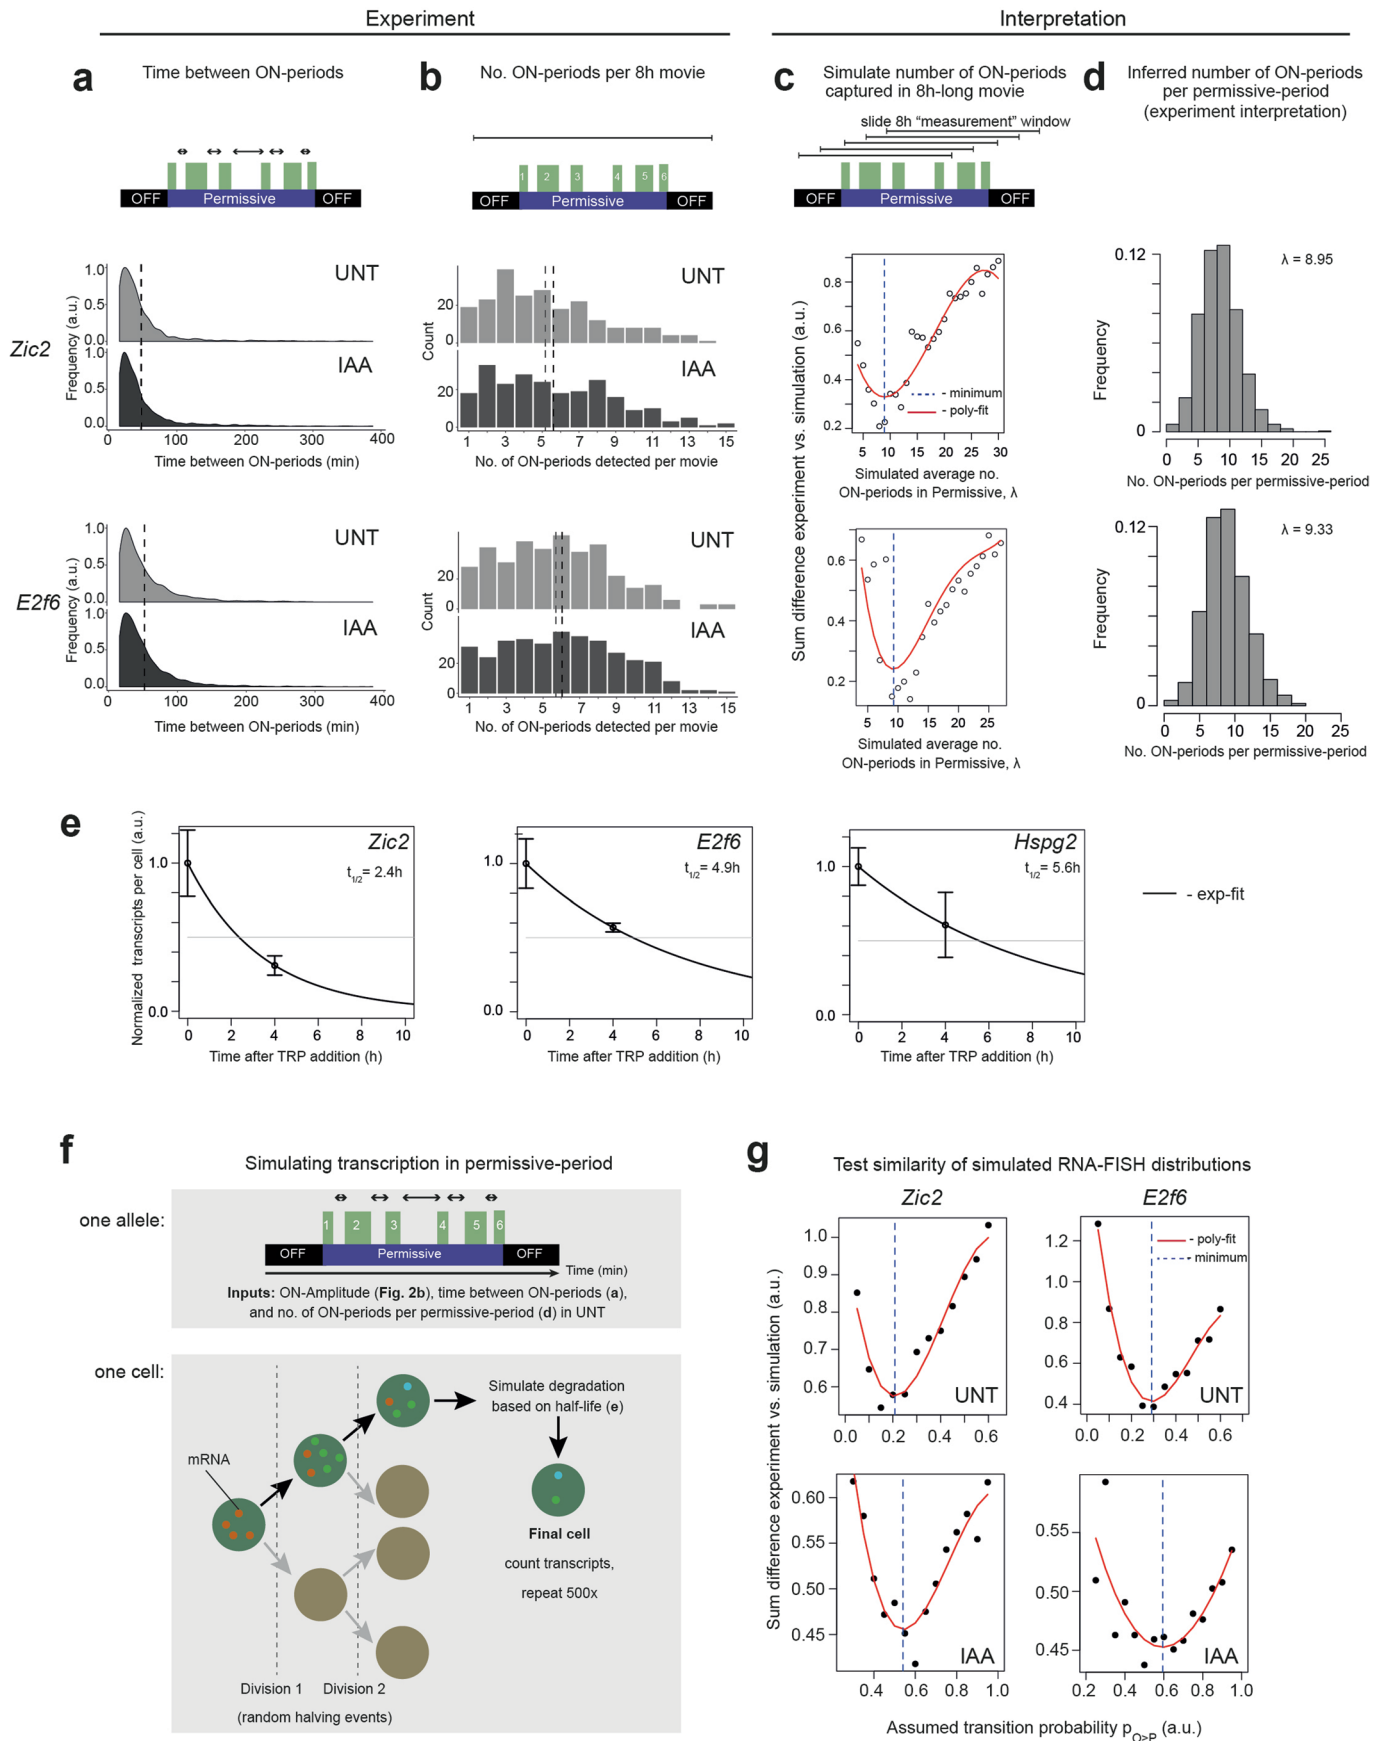 Experiment
Interpretation
a
Time between ON-periods
OFF
Permissive
OFF
Zic2
Frequency (a.u.)
UNT
1.0
0.5
0.0
IAA
1.0
0.5
0.0
0
100
200
300
400
Time between ON-periods (min)
E2f6
Frequency (a.u.)
UNT
1.0
0.5
0.0
IAA
1.0
0.5
0.0
0
100
200
300
400
Time between ON-periods (min)
b
No. ON-periods per 8h movie
1 2 3 4 5 6
OFF
Permissive
OFF
UNT
Count
20
0
IAA
20
0
1 3 5 7 9 11 13 15
No. of ON-periods detected per movie
UNT
Count
20
0
IAA
20
0
1 3 5 7 9 11 13 15
No. of ON-periods detected per movie
c
Simulate number of ON-periods
captured in 8h-long movie
slide 8h “measurement” window
OFF
Permissive
OFF
Sum difference experiment vs. simulation (a.u.)
0.8
0.6
0.4
0.2
- minimum
- poly-fit
5 10 15 20 25 30
Simulated average no.
ON-periods in Permissive, λ
0.6
0.4
0.2
5 10 15 20 25
Simulated average no.
ON-periods in Permissive, λ
d
Inferred number of ON-periods
per permissive-period
(experiment interpretation)
Frequency
0.12
0
λ = 8.95
0 5 10 15 20 25
No. ON-periods per permissive-period
Frequency
0.12
0
λ = 9.33
0 5 10 15 20 25
No. ON-periods per permissive-period
e
Normalized transcripts per cell (a.u.)
Zic2
t1/2= 2.4h
1.0
0.0
0 2 4 6 8 10
Time after TRP addition (h)
E2f6
t1/2= 4.9h
1.0
0.0
0 2 4 6 8 10
Time after TRP addition (h)
Hspg2
t1/2= 5.6h
1.0
0.0
0 2 4 6 8 10
Time after TRP addition (h)
- exp-fit
f
Simulating transcription in permissive-period
one allele:
1 2 3 4 5 6
OFF
Permissive
OFF
Time (min)
Inputs: ON-Amplitude (Fig. 2b), time between ON-periods (a),
and no. of ON-periods per permissive-period (d) in UNT
one cell:
mRNA
Simulate degradation
based on half-life (e)
Final cell
count transcripts,
repeat 500x
Division 1
Division 2
(random halving events)
g
Test similarity of simulated RNA-FISH distributions
Zic2
E2f6
Sum difference experiment vs. simulation (a.u.)
1.0
0.9
0.8
0.7
0.6
UNT
0.0 0.2 0.4 0.6
1.2
1.0
0.8
0.6
0.4
- poly-fit
- minimum
UNT
0.0 0.2 0.4 0.6
0.60
0.55
0.50
0.45
IAA
0.4 0.6 0.8 1.0
0.55
0.50
0.45
IAA
0.2 0.4 0.6 0.8 1.0
Assumed transition probability pO>P (a.u.)